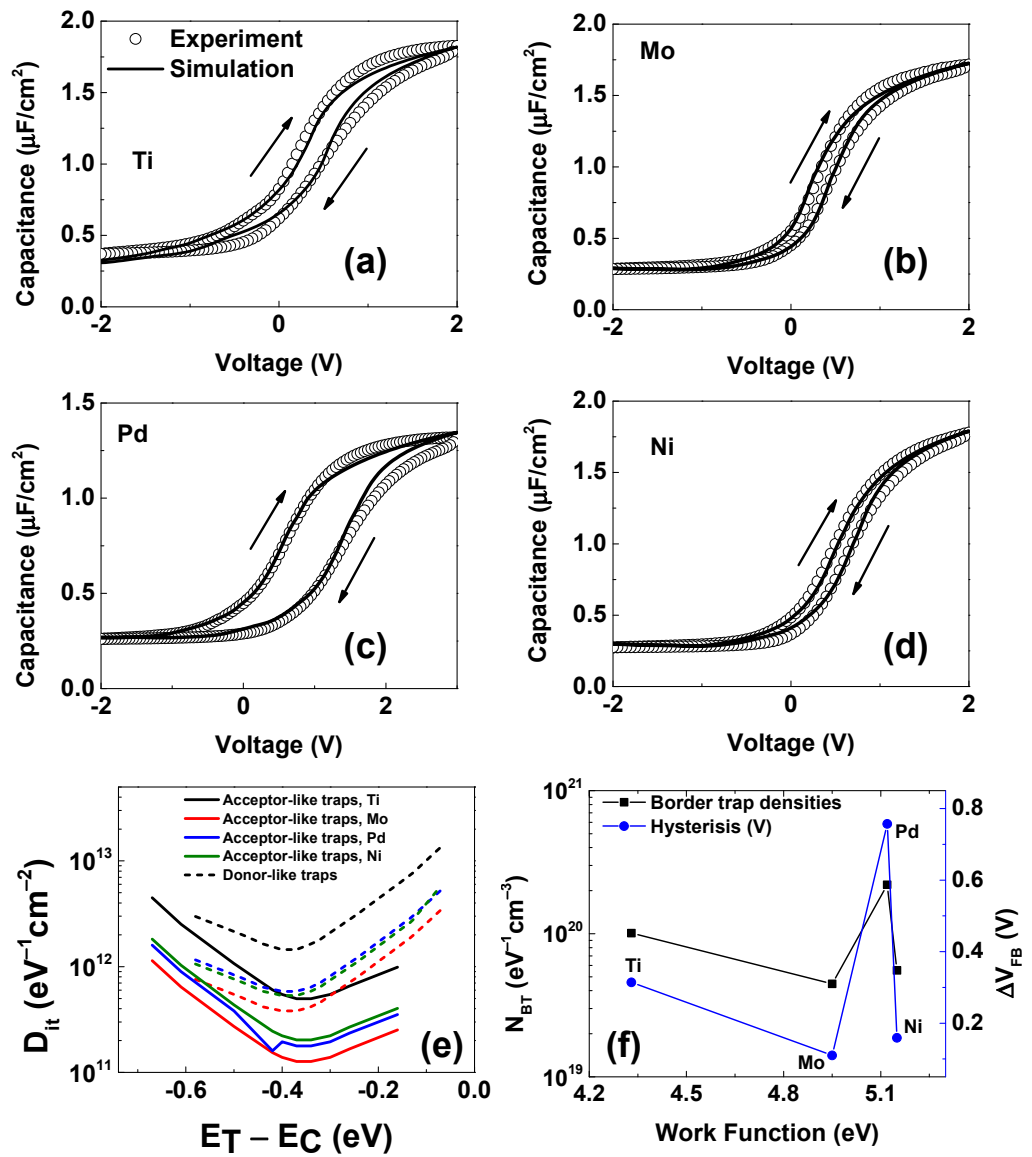 Experiment
Simulation
Ti
(a)
Capacitance (μF/cm²)
2.0
1.5
1.0
0.5
0.0
-2
0
2
Voltage (V)
Mo
(b)
Capacitance (μF/cm²)
2.0
1.5
1.0
0.5
0.0
-2
0
2
Voltage (V)
Pd
(c)
Capacitance (μF/cm²)
1.5
1.0
0.5
0.0
-2
0
2
Voltage (V)
Ni
(d)
Capacitance (μF/cm²)
2.0
1.5
1.0
0.5
0.0
-2
0
2
Voltage (V)
Acceptor-like traps, Ti
Acceptor-like traps, Mo
Acceptor-like traps, Pd
Acceptor-like traps, Ni
Donor-like traps
(e)
D_it (eV⁻¹cm⁻²)
10¹³
10¹²
10¹¹
-0.6
-0.4
-0.2
0.0
E_T − E_C (eV)
Border trap densities
Hysterisis (V)
Ti
Mo
Pd
Ni
(f)
N_BT (eV⁻¹cm⁻³)
10²¹
10²⁰
10¹⁹
4.2
4.5
4.8
5.1
Work Function (eV)
0.8
0.6
0.4
0.2
ΔV_FB (V)